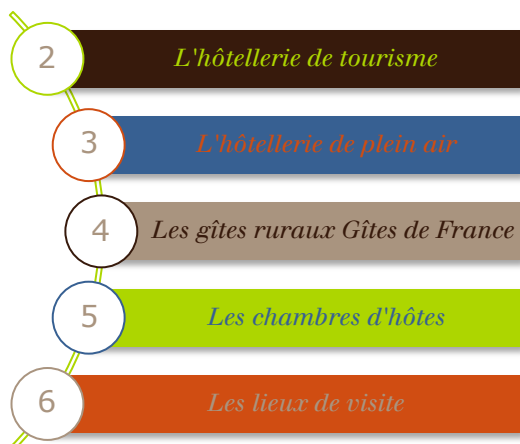 2 L'hôtellerie de tourisme
3 L'hôtellerie de plein air
4 Les gîtes ruraux Gîtes de France
5 Les chambres d'hôtes
6 Les lieux de visite